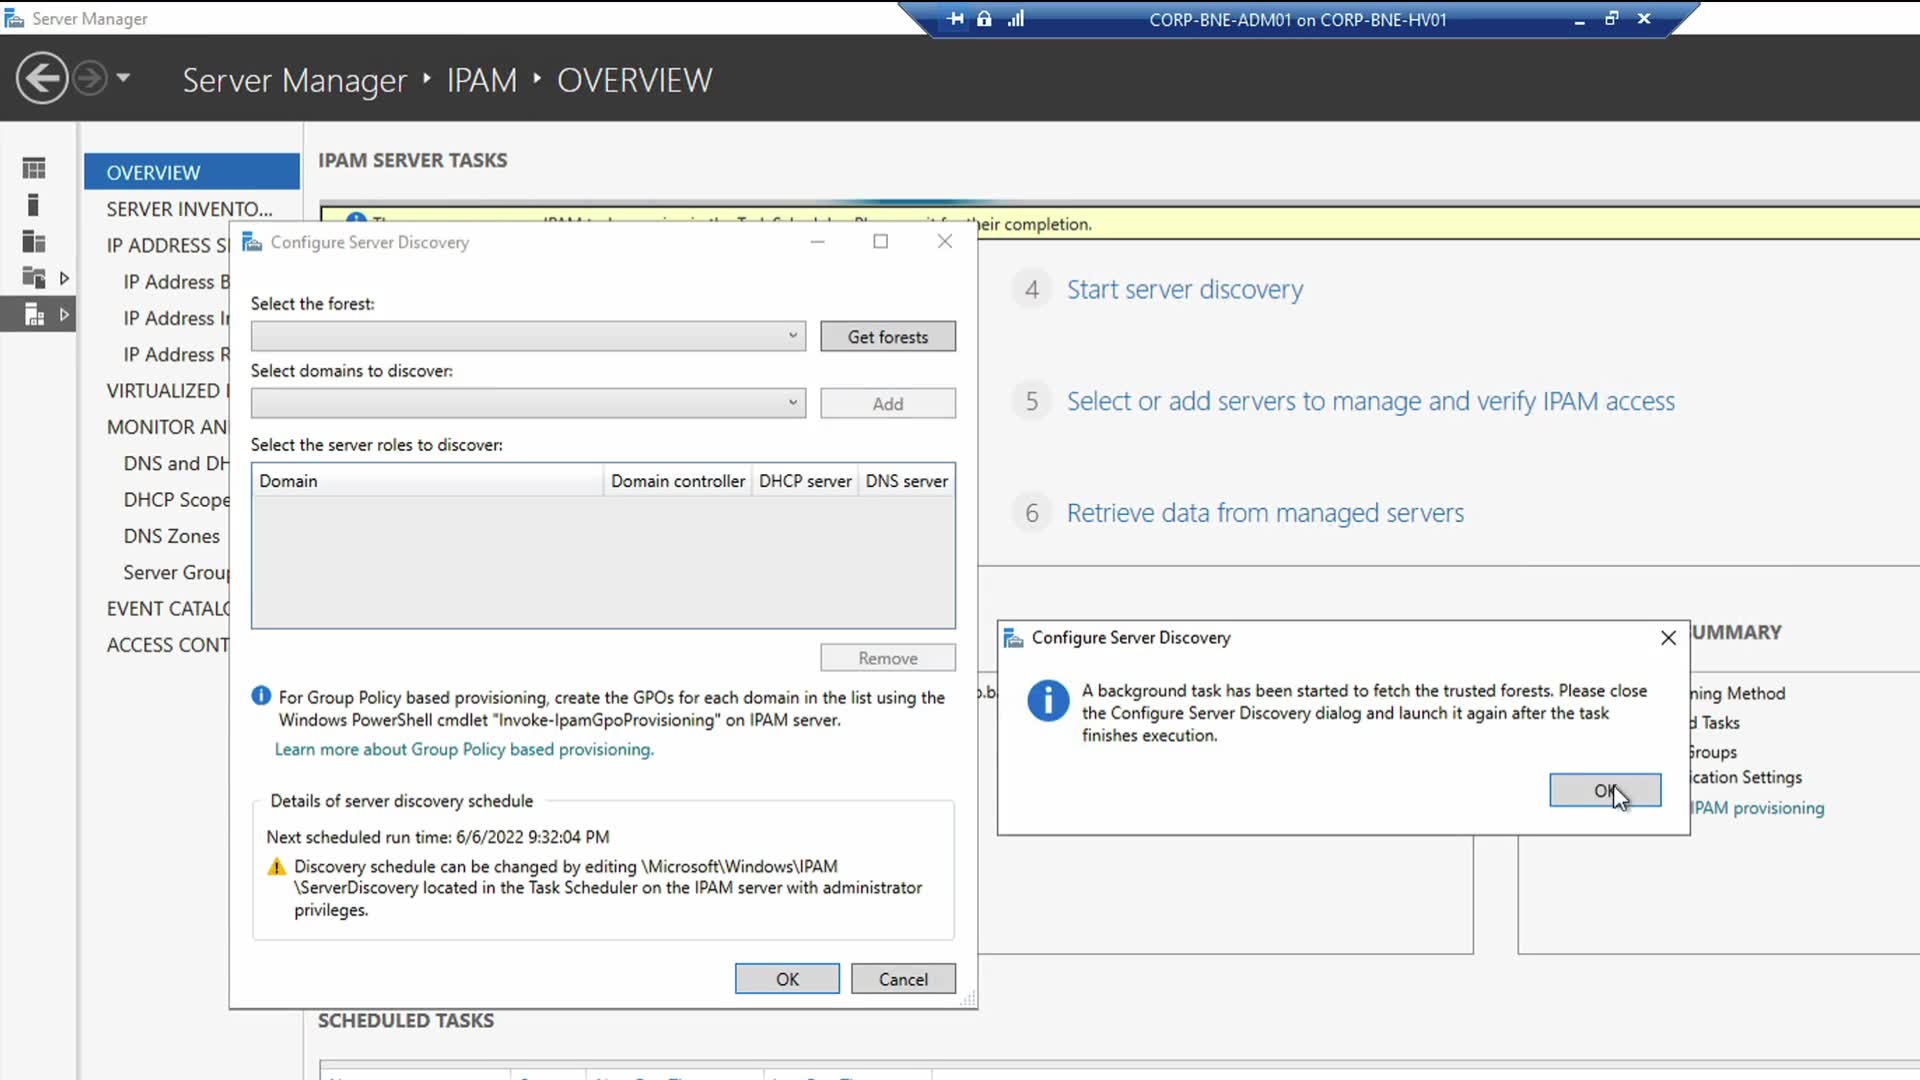 Server Manager
CORP-BNE-ADM01 on CORP-BNE-HV01
Server Manager • IPAM • OVERVIEW
OVERVIEW
SERVER INVENTO...
IP ADDRESS S
IP Address B
IP Address In
IP Address R
VIRTUALIZED I
MONITOR AN
DNS and DH
DHCP Scope
DNS Zones
Server Group
EVENT CATALO
ACCESS CONT
IPAM SERVER TASKS
their completion.
4 Start server discovery
5 Select or add servers to manage and verify IPAM access
6 Retrieve data from managed servers
Configure Server Discovery
Select the forest:
Get forests
Select domains to discover:
Add
Select the server roles to discover:
Domain Domain controller DHCP server DNS server
Remove
For Group Policy based provisioning, create the GPOs for each domain in the list using the
Windows PowerShell cmdlet "Invoke-IpamGpoProvisioning" on IPAM server.
Learn more about Group Policy based provisioning.
Details of server discovery schedule
Next scheduled run time: 6/6/2022 9:32:04 PM
Discovery schedule can be changed by editing \Microsoft\Windows\IPAM
\ServerDiscovery located in the Task Scheduler on the IPAM server with administrator
privileges.
OK
Cancel
Configure Server Discovery
A background task has been started to fetch the trusted forests. Please close
the Configure Server Discovery dialog and launch it again after the task
finishes execution.
OK
UMMARY
ning Method
d Tasks
Groups
ication Settings
IPAM provisioning
SCHEDULED TASKS